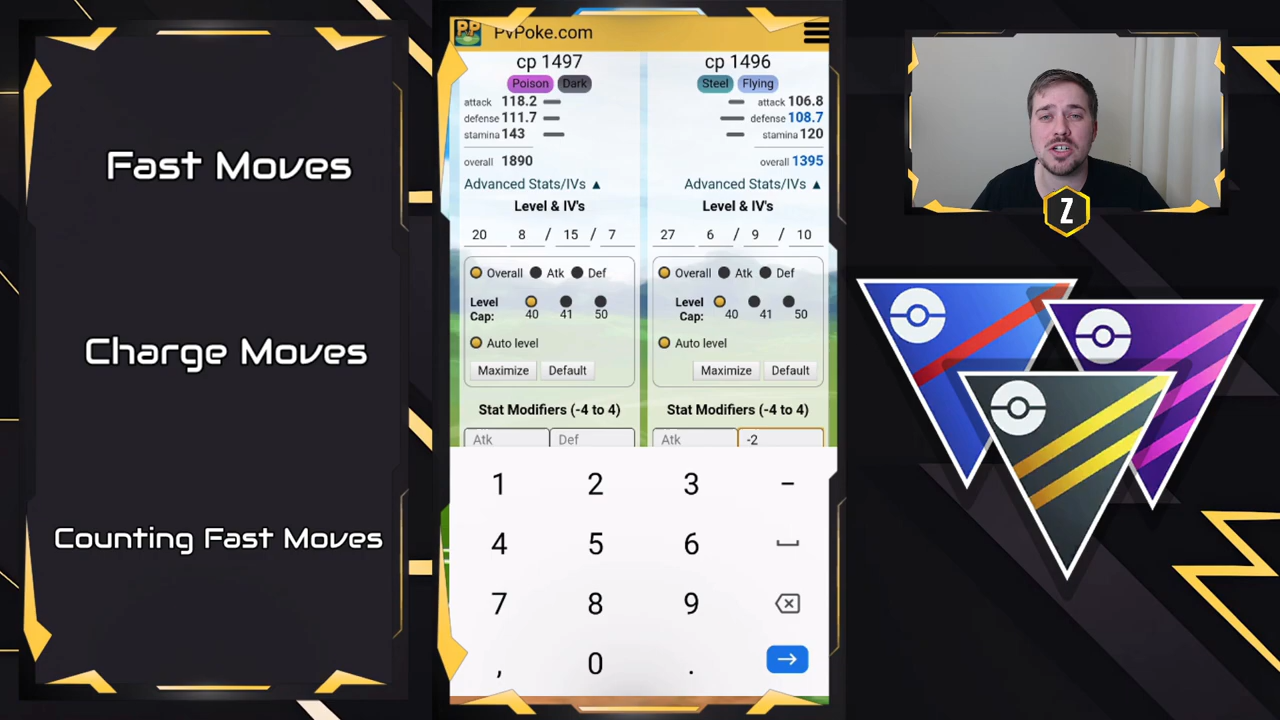 Fast Moves
Charge Moves
Counting Fast Moves
PvPoke.com
cp 1497
Poison Dark
attack 118.2
defense 111.7
stamina 143
overall 1890
Advanced Stats/IVs ▲
Level & IV's
20 8 / 15 / 7
Overall Atk Def
Level Cap: 40 41 50
Auto level
Maximize Default
Stat Modifiers (-4 to 4)
Atk Def
cp 1496
Steel Flying
attack 106.8
defense 108.7
stamina 120
overall 1395
Advanced Stats/IVs ▲
Level & IV's
27 6 / 9 / 10
Overall Atk Def
Level Cap: 40 41 50
Auto level
Maximize Default
Stat Modifiers (-4 to 4)
Atk -2
1 2 3 −
4 5 6
7 8 9
, 0 .
Z